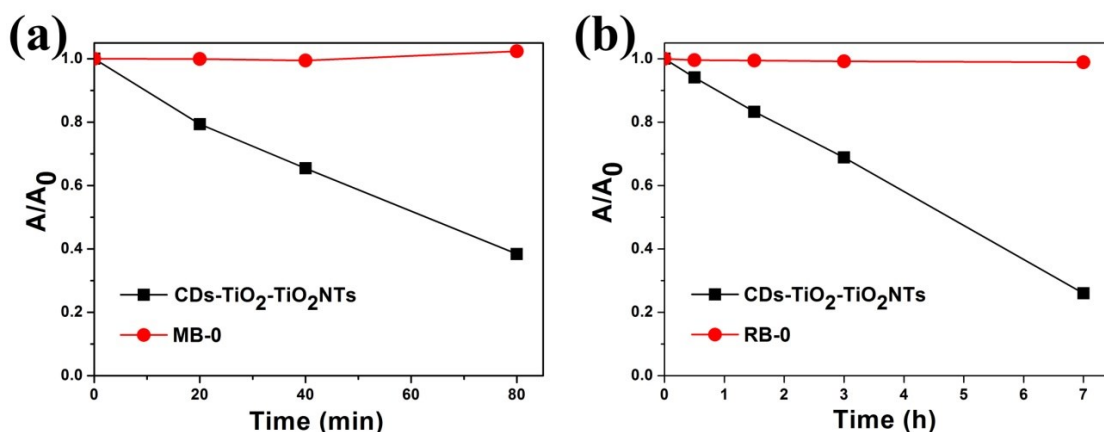 (a)
A/A0
1.0
0.8
0.6
0.4
0.2
0.0
CDs-TiO2-TiO2NTs
MB-0
0 20 40 60 80
Time (min)
(b)
A/A0
1.0
0.8
0.6
0.4
0.2
0.0
CDs-TiO2-TiO2NTs
RB-0
0 1 2 3 4 5 6 7
Time (h)